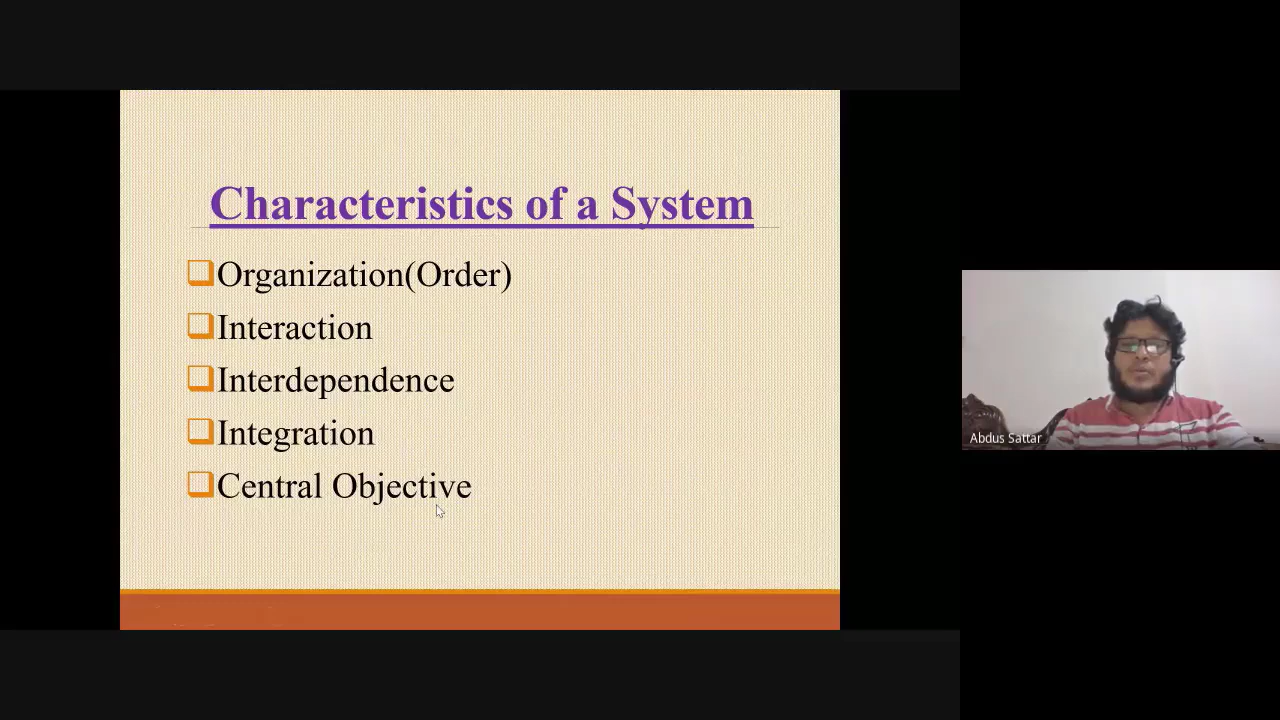 Characteristics of a System
Organization(Order)
Interaction
Interdependence
Integration
Central Objective
Abdus Sattar